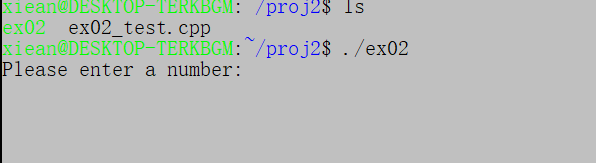 xiean@DESKTOP-TERKBGM:~/proj2$ ls
ex02  ex02_test.cpp
xiean@DESKTOP-TERKBGM:~/proj2$ ./ex02
Please enter a number: